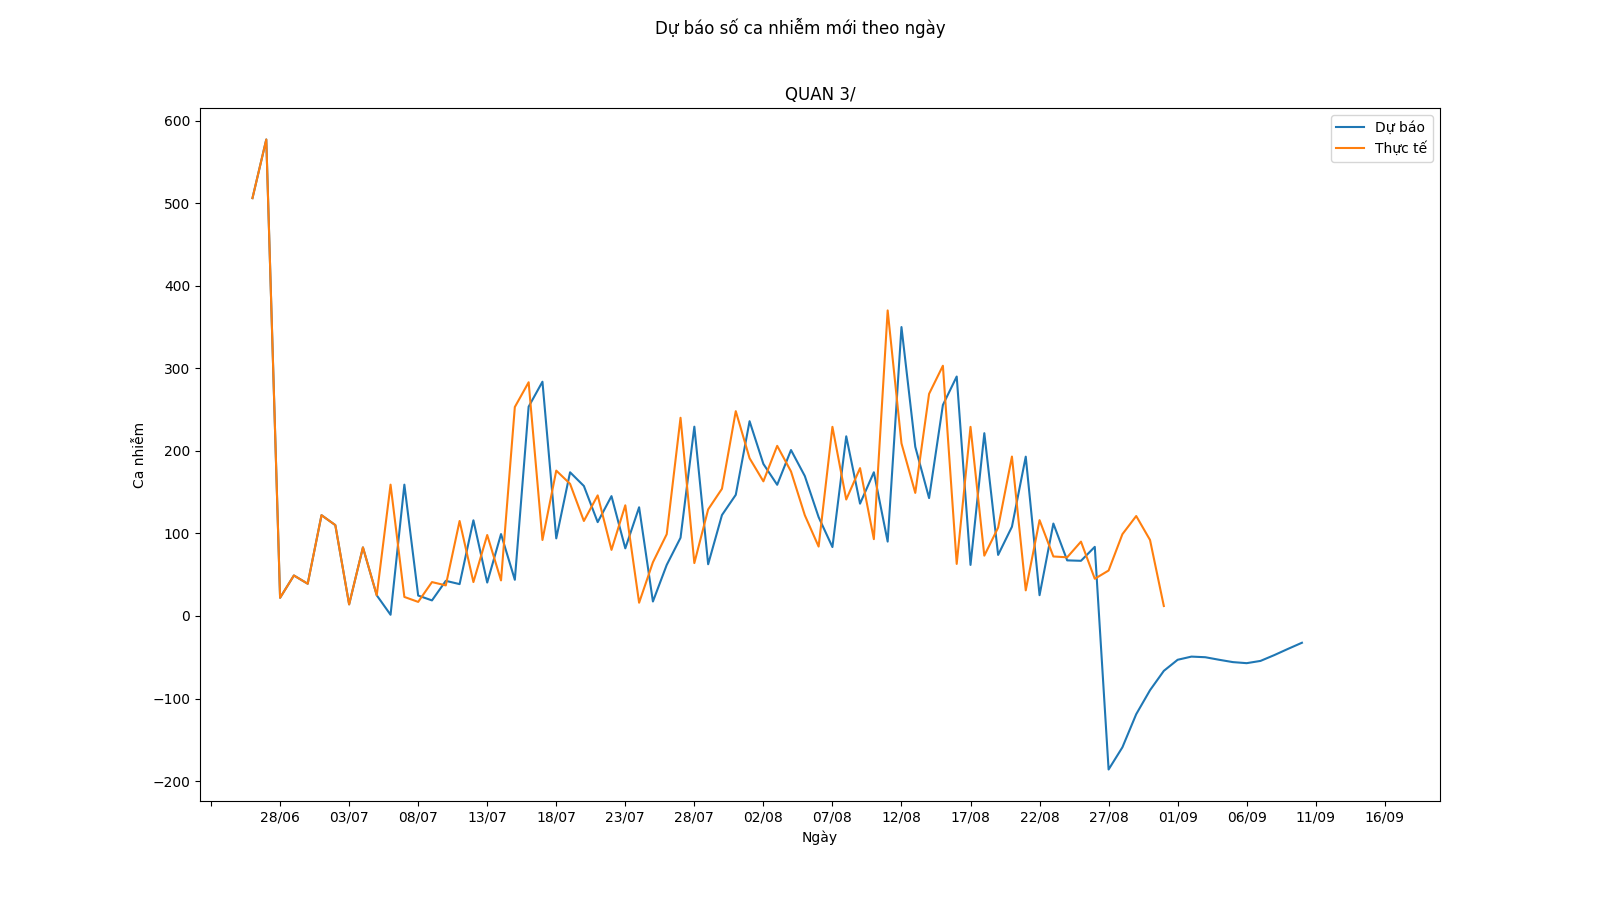 Dự báo số ca nhiễm mới theo ngày
QUAN 3/
Dự báo
Thực tế
600
500
400
300
200
100
0
−100
−200
Ca nhiễm
28/06 03/07 08/07 13/07 18/07 23/07 28/07 02/08 07/08 12/08 17/08 22/08 27/08 01/09 06/09 11/09 16/09
Ngày